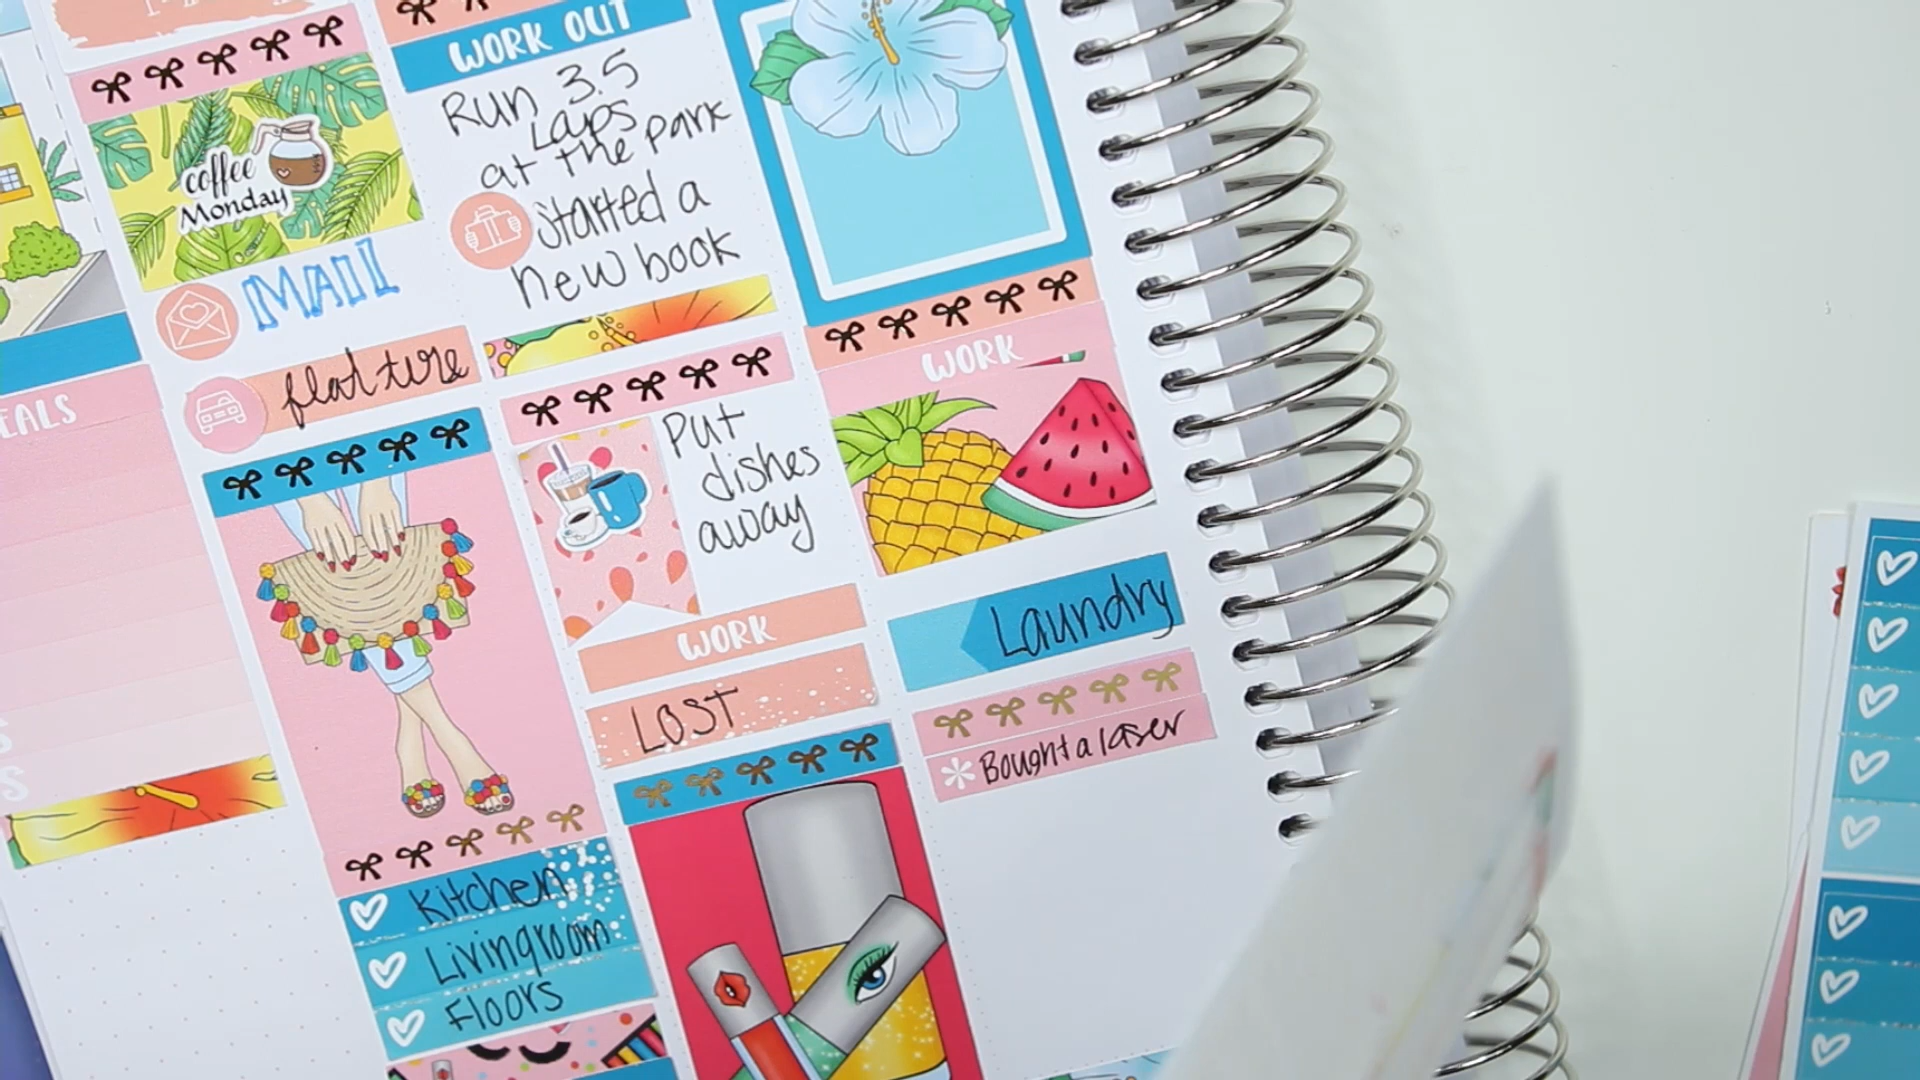 coffee
Monday
MAIL
flat tire
Kitchen
Livingroom
Floors
WORK OUT
Run 3.5
Laps
at the park
Started a
new book
Put
dishes
away
WORK
LOST
WORK
Laundry
Bought a laser